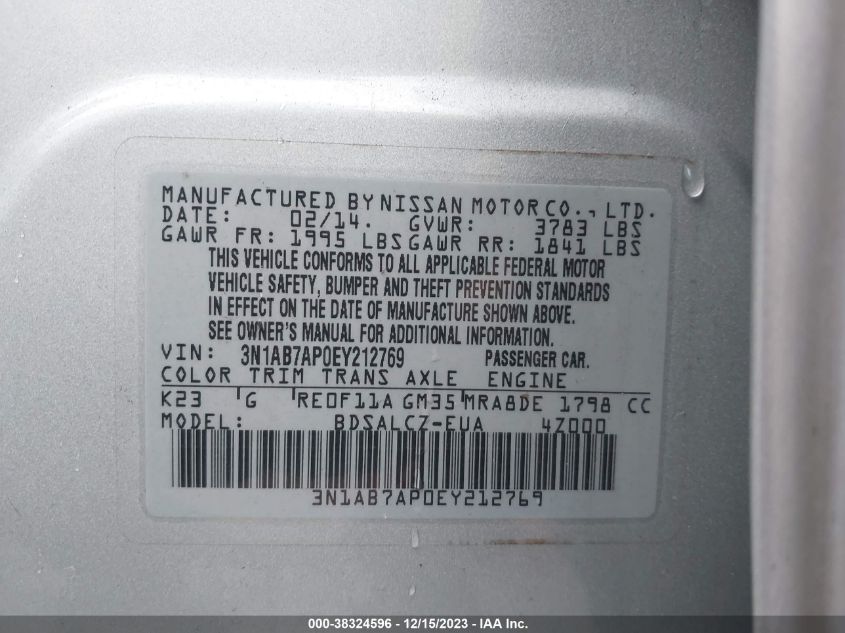 MANUFACTURED BY NISSAN MOTOR CO., LTD.
DATE: 02/14. GVWR: 3783 LBS
GAWR FR: 1995 LBS GAWR RR: 1841 LBS
THIS VEHICLE CONFORMS TO ALL APPLICABLE FEDERAL MOTOR
VEHICLE SAFETY, BUMPER AND THEFT PREVENTION STANDARDS
IN EFFECT ON THE DATE OF MANUFACTURE SHOWN ABOVE.
SEE OWNER'S MANUAL FOR ADDITIONAL INFORMATION.
VIN: 3N1AB7AP0EY212769 PASSENGER CAR.
COLOR TRIM TRANS AXLE ENGINE
K23 G RE0F11A GM35 MRA8DE 1798 CC
MODEL: BDSALCZ-EUA 4Z000
3N1AB7AP0EY212769
000-38324596 - 12/15/2023 - IAA Inc.